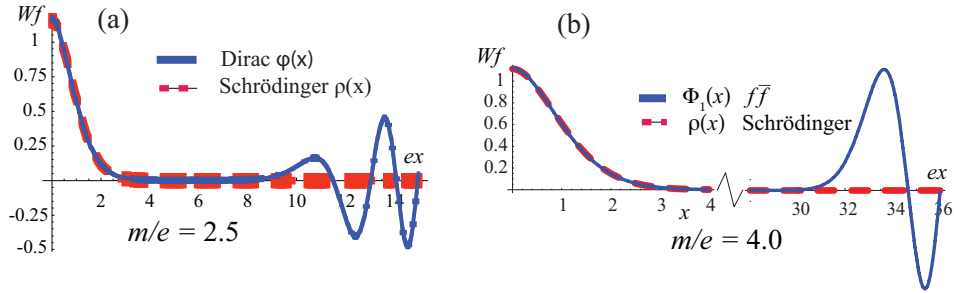 Wf (a)
1
0.75
0.5
0.25
-0.25
-0.5
Dirac φ(x)
Schrödinger ρ(x)
ex
2 4 6 8 10 12 14
m/e = 2.5
(b)
Wf
1
0.8
0.6
0.4
0.2
Φ₁(x) f f̅
ρ(x) Schrödinger
ex
1 2 3 4 30 32 34 36
x
m/e = 4.0